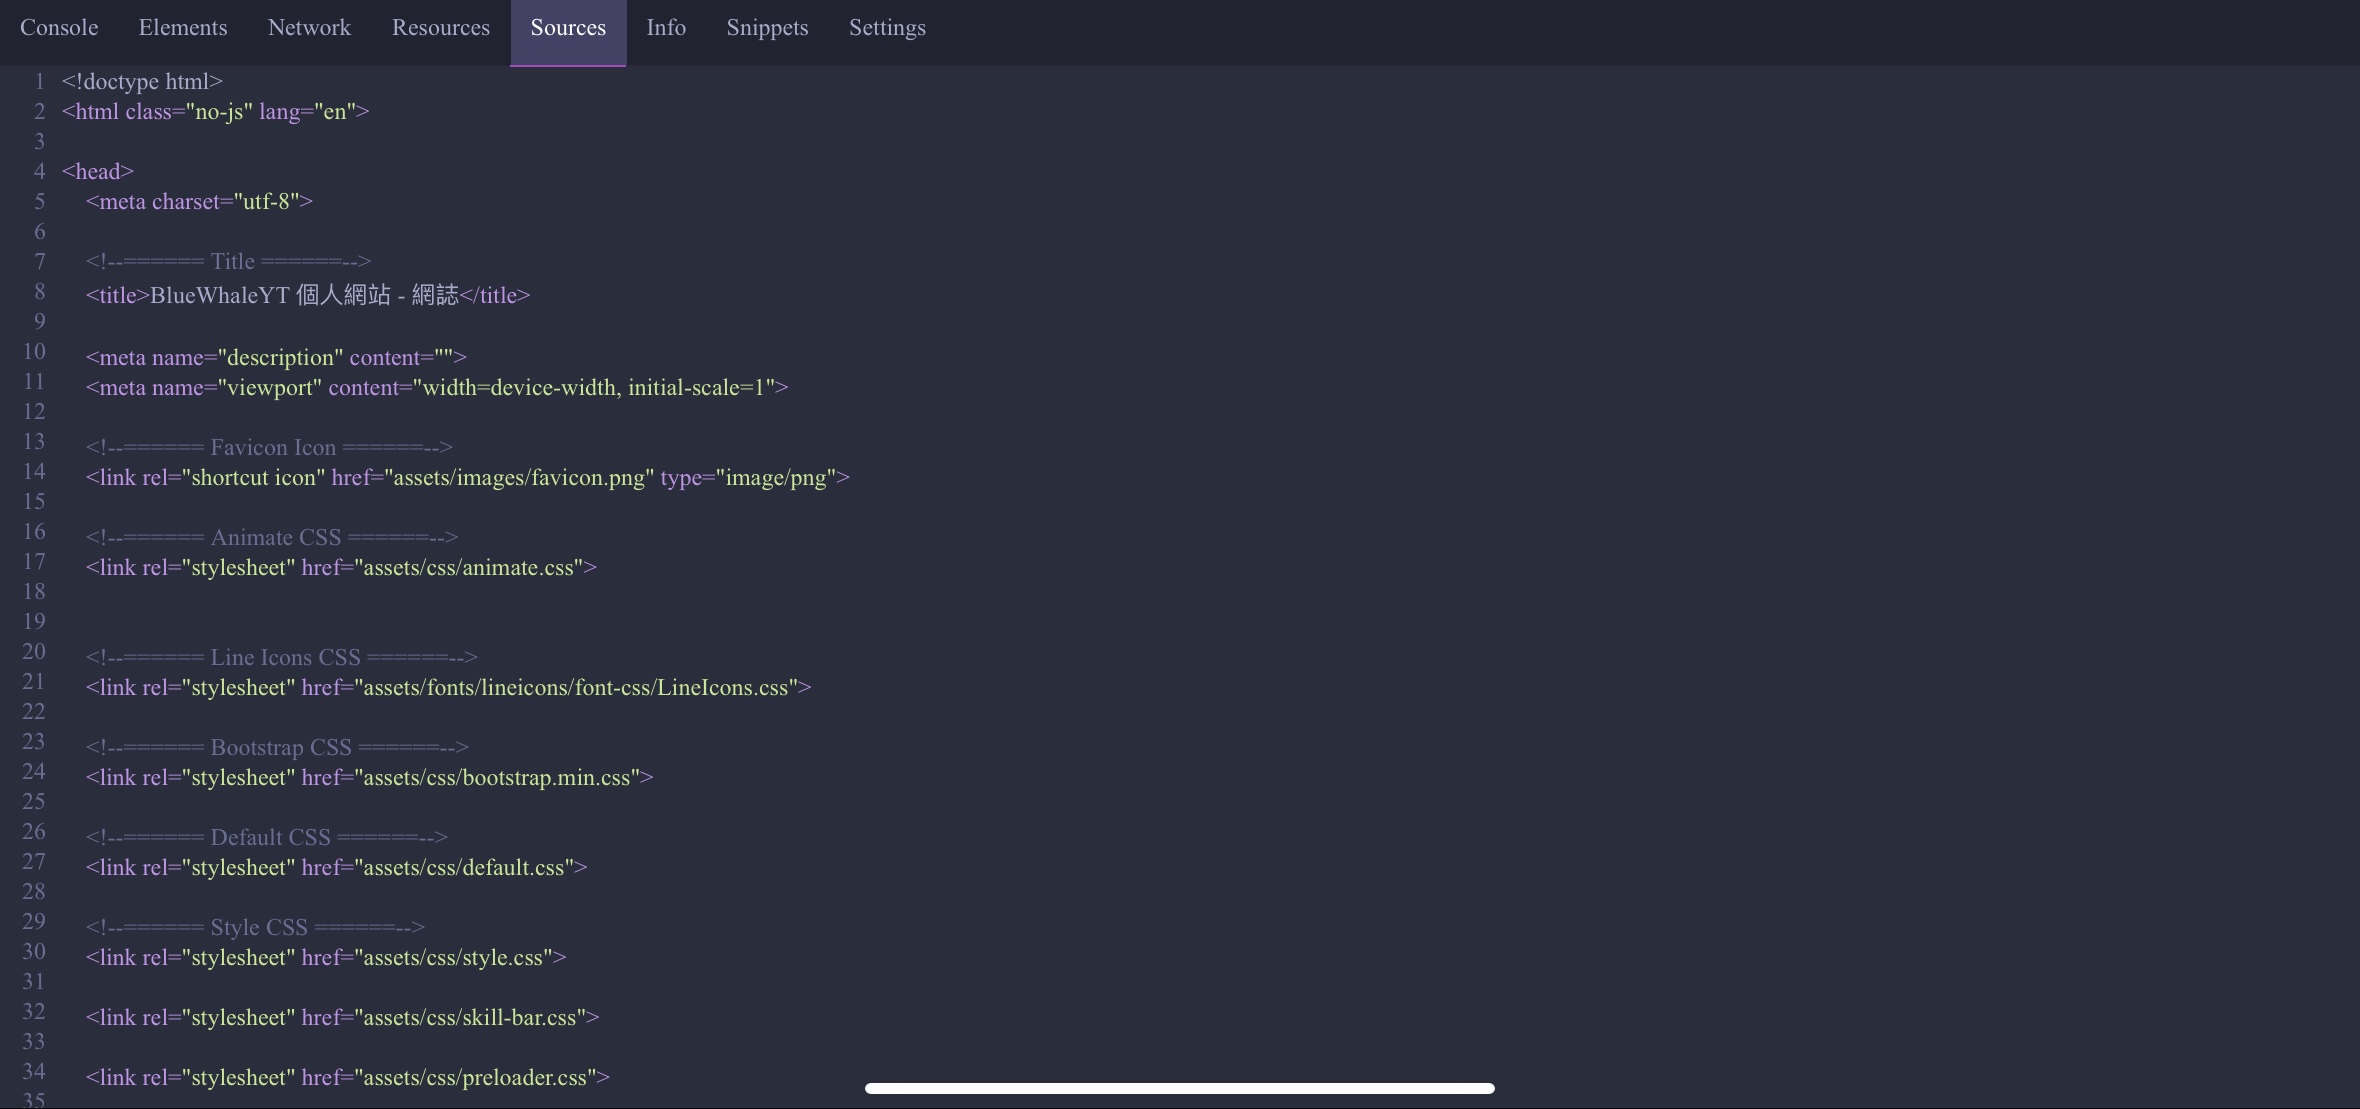 Console Elements Network Resources Sources Info Snippets Settings
1 <!doctype html>
2 <html class="no-js" lang="en">
3
4 <head>
5 <meta charset="utf-8">
6
7 <!--====== Title ======-->
8 <title>BlueWhaleYT 個人網站 - 網誌</title>
9
10 <meta name="description" content="">
11 <meta name="viewport" content="width=device-width, initial-scale=1">
12
13 <!--====== Favicon Icon ======-->
14 <link rel="shortcut icon" href="assets/images/favicon.png" type="image/png">
15
16 <!--====== Animate CSS ======-->
17 <link rel="stylesheet" href="assets/css/animate.css">
18
19
20 <!--====== Line Icons CSS ======-->
21 <link rel="stylesheet" href="assets/fonts/lineicons/font-css/LineIcons.css">
22
23 <!--====== Bootstrap CSS ======-->
24 <link rel="stylesheet" href="assets/css/bootstrap.min.css">
25
26 <!--====== Default CSS ======-->
27 <link rel="stylesheet" href="assets/css/default.css">
28
29 <!--====== Style CSS ======-->
30 <link rel="stylesheet" href="assets/css/style.css">
31
32 <link rel="stylesheet" href="assets/css/skill-bar.css">
33
34 <link rel="stylesheet" href="assets/css/preloader.css">
35